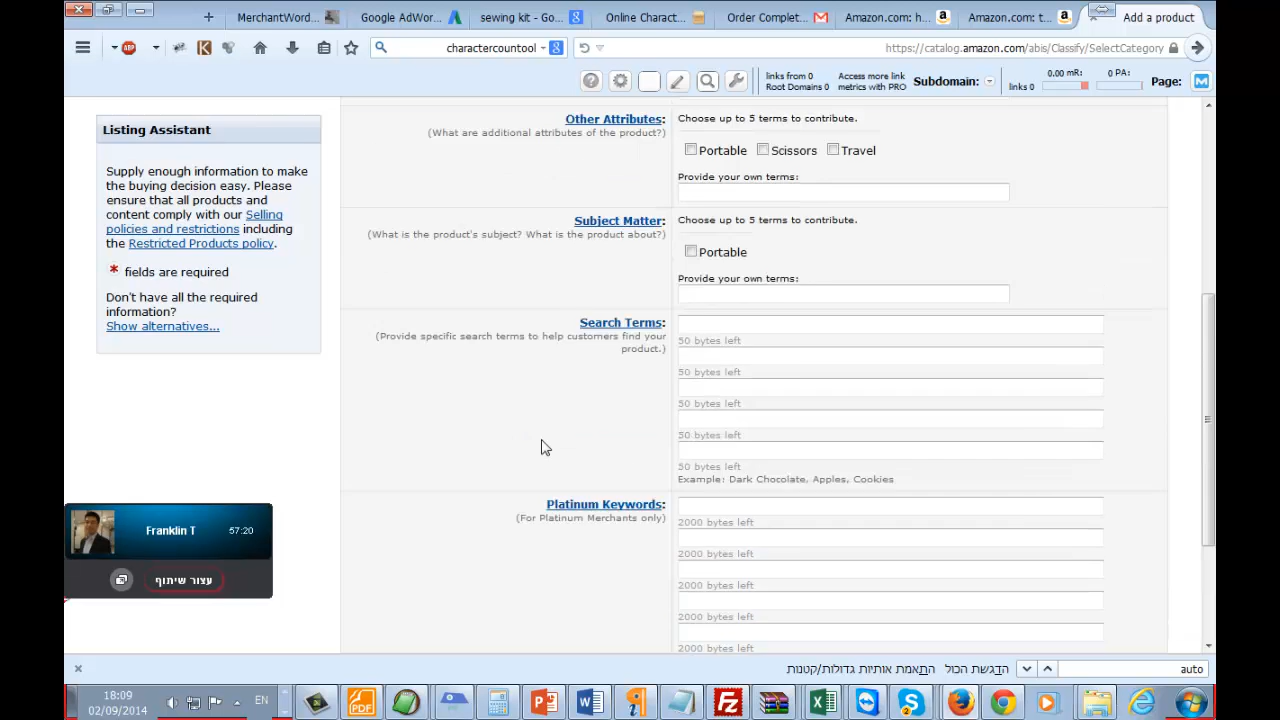 MerchantWord...
Google AdWor...
sewing kit - Go...
Online Charact...
Order Complet...
Amazon.com: h...
Amazon.com: t...
Add a product
charactercountool
https://catalog.amazon.com/abis/Classify/SelectCategory
links from 0
Root Domains 0
Access more link
metrics with PRO
Subdomain:
0.00 mR:
0 PA:
links 0
Page:
Listing Assistant
Supply enough information to make
the buying decision easy. Please
ensure that all products and
content comply with our Selling
policies and restrictions including
the Restricted Products policy.
* fields are required
Don't have all the required
information?
Show alternatives...
Other Attributes:
(What are additional attributes of the product?)
Choose up to 5 terms to contribute.
Portable
Scissors
Travel
Provide your own terms:
Subject Matter:
(What is the product's subject? What is the product about?)
Choose up to 5 terms to contribute.
Portable
Provide your own terms:
Search Terms:
(Provide specific search terms to help customers find your
product.)
50 bytes left
50 bytes left
50 bytes left
50 bytes left
50 bytes left
Example: Dark Chocolate, Apples, Cookies
Platinum Keywords:
(For Platinum Merchants only)
2000 bytes left
2000 bytes left
2000 bytes left
2000 bytes left
2000 bytes left
Franklin T
57:20
עצור שיתוף
הדגשת הכול
התאמת אותיות גדולות/קטנות
auto
18:09
02/09/2014
EN